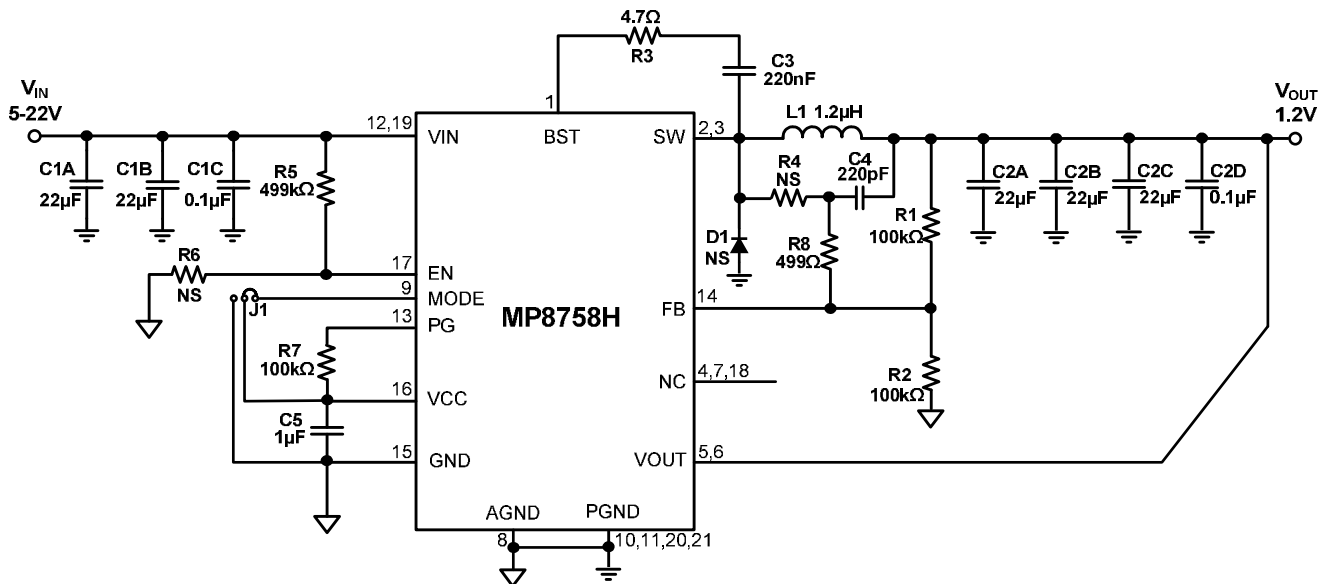 4.7Ω
R3
C3
220nF
VIN
5-22V
VOUT
1.2V
1
L1 1.2μH
12,19
VIN
BST
SW
2,3
C1A
22μF
C1B
22μF
C1C
0.1μF
R5
499kΩ
R4
NS
C4
220pF
C2A
22μF
C2B
22μF
C2C
22μF
C2D
0.1μF
R1
100kΩ
D1
NS
R8
499Ω
R6
NS
17
EN
9
MODE
J1
13
PG
MP8758H
FB
14
R7
100kΩ
NC
4,7,18
R2
100kΩ
16
VCC
C5
1μF
15
GND
VOUT
5,6
AGND
PGND
8
10,11,20,21